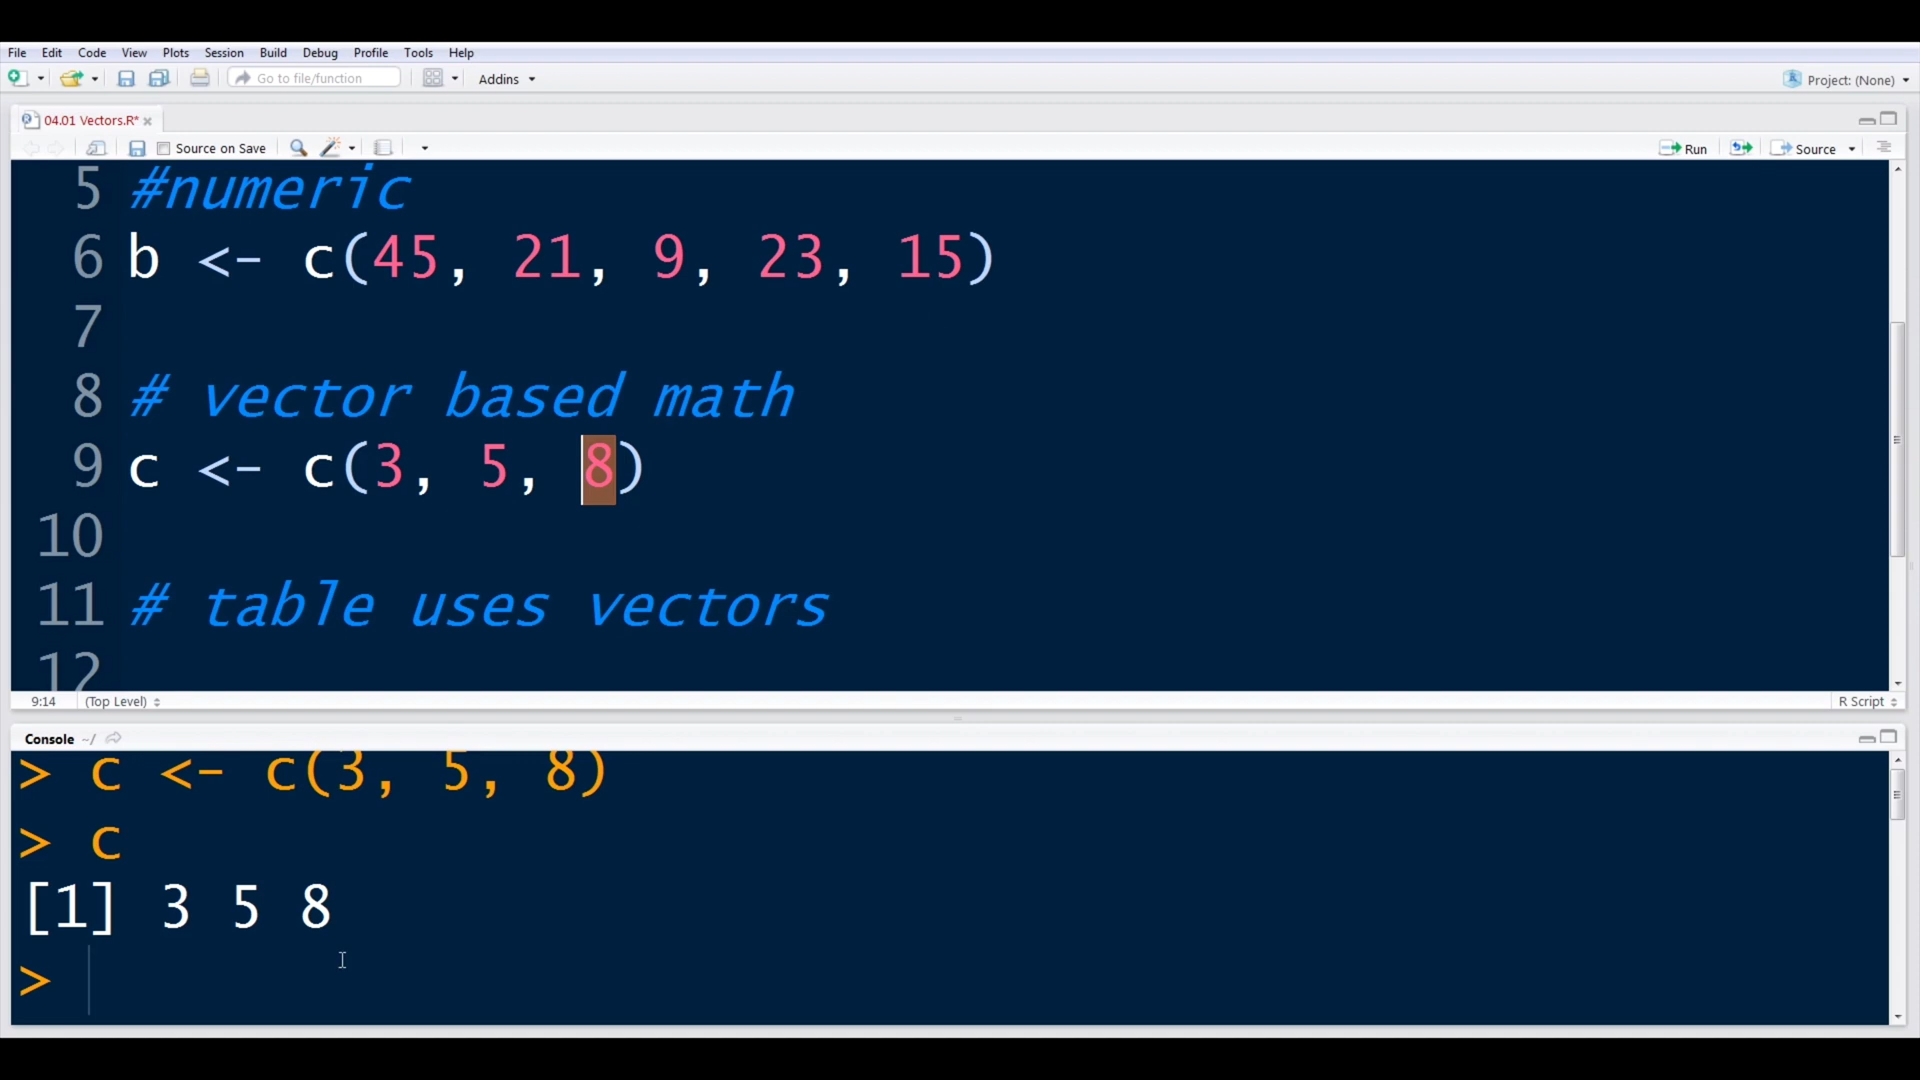 File Edit Code View Plots Session Build Debug Profile Tools Help
Go to file/function Addins Project: (None)
04.01 Vectors.R*
Source on Save Run Source
5 #numeric
6 b <- c(45, 21, 9, 23, 15)
7
8 # vector based math
9 c <- c(3, 5, 8)
10
11 # table uses vectors
12
9:14 (Top Level) R Script
Console ~/
> c <- c(3, 5, 8)
> c
[1] 3 5 8
>